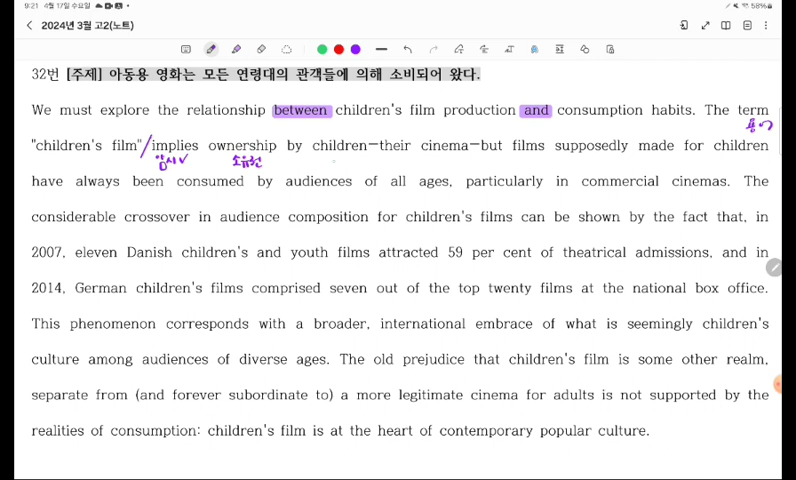 9:21 4월 17일 수요일
58%
2024년 3월 고2(노트)
32번 [주제] 아동용 영화는 모든 연령대의 관객들에 의해 소비되어 왔다.
We must explore the relationship between children's film production and consumption habits. The term
용어
"children's film"/implies ownership by children—their cinema—but films supposedly made for children
암시 소유권
have always been consumed by audiences of all ages, particularly in commercial cinemas. The
considerable crossover in audience composition for children's films can be shown by the fact that, in
2007, eleven Danish children's and youth films attracted 59 per cent of theatrical admissions, and in
2014, German children's films comprised seven out of the top twenty films at the national box office.
This phenomenon corresponds with a broader, international embrace of what is seemingly children's
culture among audiences of diverse ages. The old prejudice that children's film is some other realm,
separate from (and forever subordinate to) a more legitimate cinema for adults is not supported by the
realities of consumption: children's film is at the heart of contemporary popular culture.